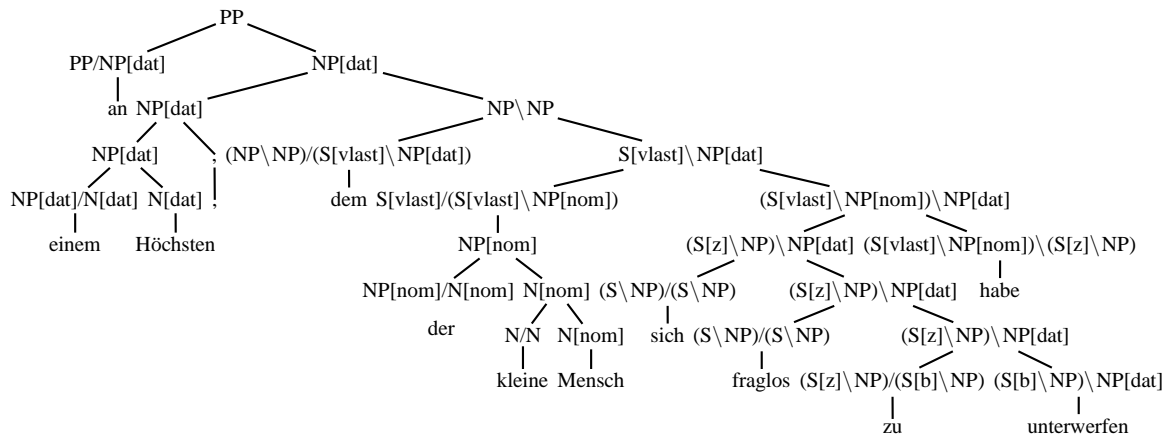 PP
PP/NP[dat] NP[dat]
an NP[dat] NP\NP
NP[dat] , (NP\NP)/(S[vlast]\NP[dat]) S[vlast]\NP[dat]
NP[dat]/N[dat] N[dat] , dem S[vlast]/(S[vlast]\NP[nom]) (S[vlast]\NP[nom])\NP[dat]
einem Höchsten NP[nom] (S[z]\NP)\NP[dat] (S[vlast]\NP[nom])\(S[z]\NP)
NP[nom]/N[nom] N[nom] (S\NP)/(S\NP) (S[z]\NP)\NP[dat] habe
der N/N N[nom] sich (S\NP)/(S\NP) (S[z]\NP)\NP[dat]
kleine Mensch fraglos (S[z]\NP)/(S[b]\NP) (S[b]\NP)\NP[dat]
zu unterwerfen